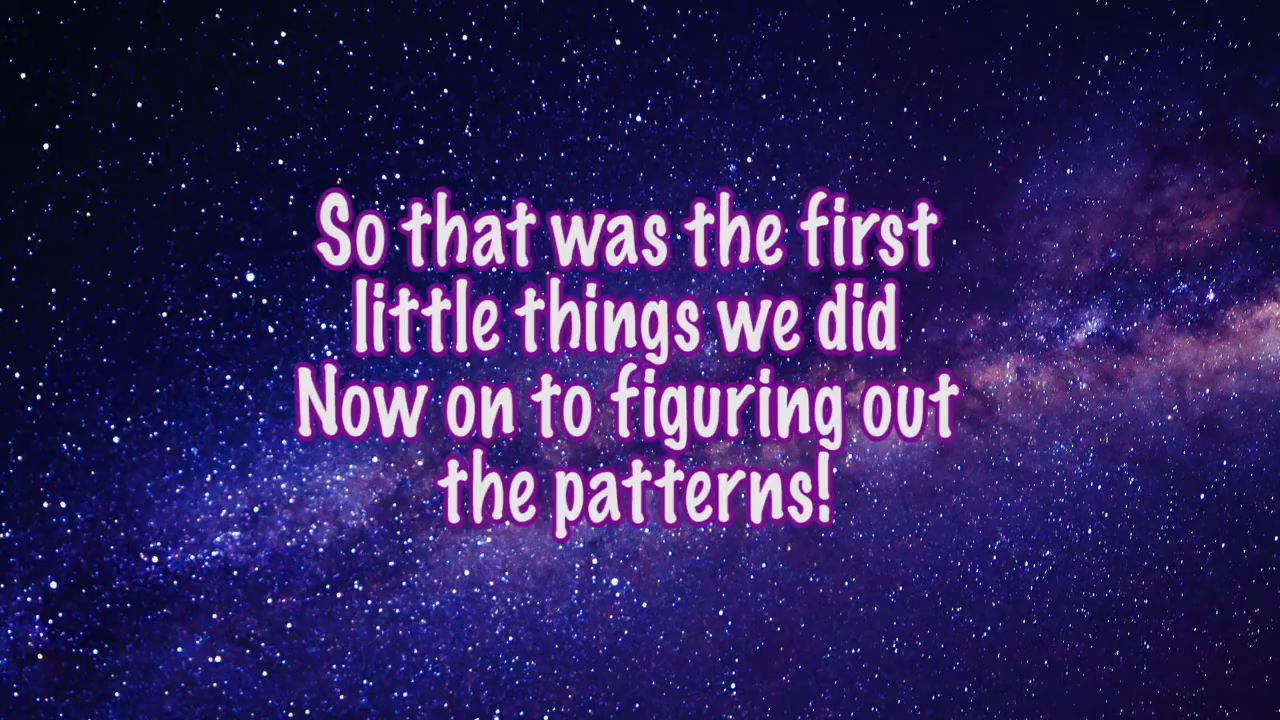 So that was the first
little things we did
Now on to figuring out
the patterns!